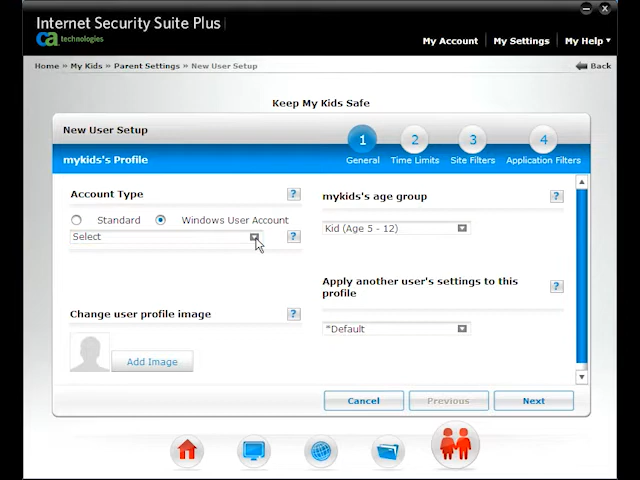 Internet Security Suite Plus
ca technologies
My Account My Settings My Help
Home » My Kids » Parent Settings » New User Setup Back
Keep My Kids Safe
New User Setup
1 2 3 4
mykids's Profile General Time Limits Site Filters Application Filters
Account Type ? mykids's age group ?
Standard Windows User Account
Select ? Kid (Age 5 - 12)
Apply another user's settings to this
profile ?
Change user profile image ?
*Default
Add Image
Cancel Previous Next